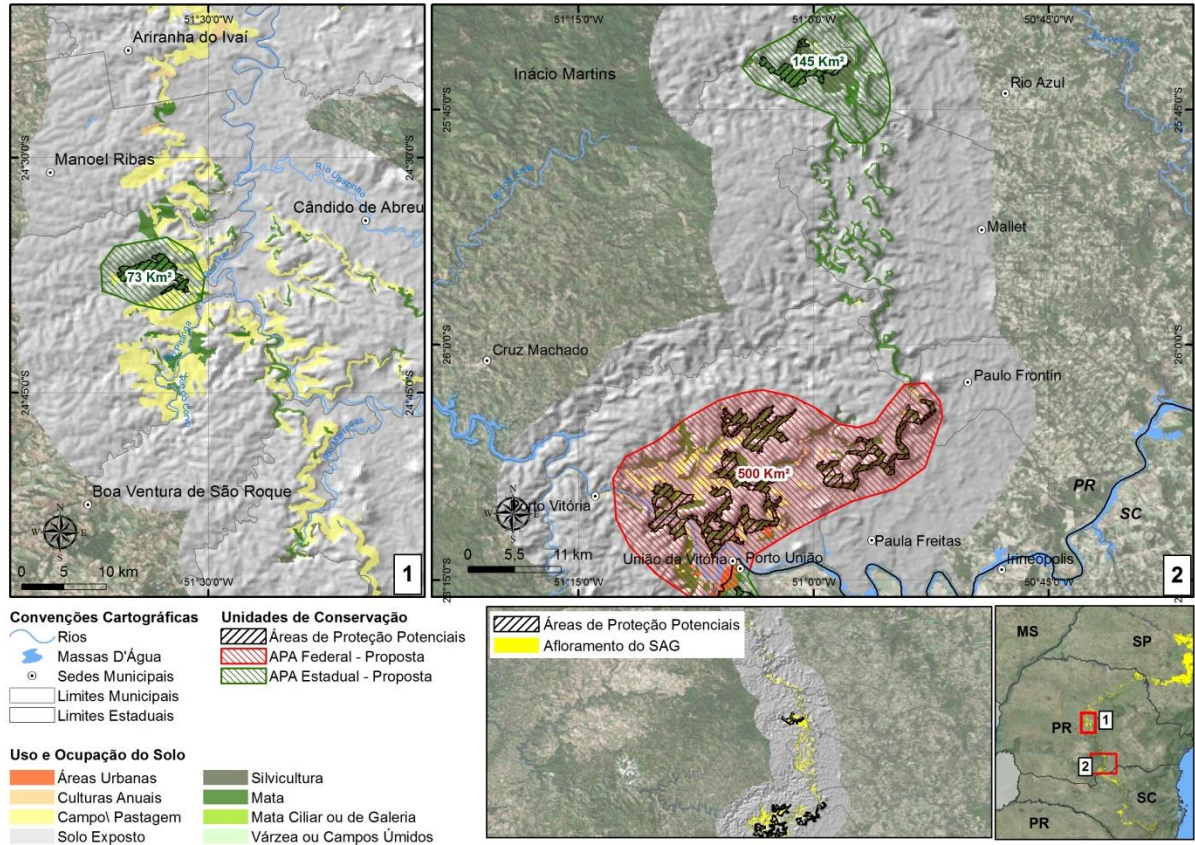 51°30'0"W
Ariranha do Ivaí
24°30'0"S
24°30'0"S
Manoel Ribas
Rio Ubazinho
Cândido de Abreu
73 Km²
24°45'0"S
24°45'0"S
Boa Ventura de São Roque
N
W
E
S
0 5 10 km
51°30'0"W
1
51°15'0"W
51°0'0"W
50°45'0"W
145 Km²
Inácio Martins
Rio Azul
25°45'0"S
25°45'0"S
Mallet
26°0'0"S
26°0'0"S
Cruz Machado
Paulo Frontin
500 Km²
PR
SC
Porto Vitória
N
W
E
S
Paula Freitas
0 5.5 11 km
União da Vitória
Porto União
Irineópolis
26°15'0"S
26°15'0"S
51°15'0"W
51°0'0"W
50°45'0"W
2
Convenções Cartográficas
Rios
Massas D'Água
Sedes Municipais
Limites Municipais
Limites Estaduais
Unidades de Conservação
Áreas de Proteção Potenciais
APA Federal - Proposta
APA Estadual - Proposta
Uso e Ocupação do Solo
Áreas Urbanas
Culturas Anuais
Campo\ Pastagem
Solo Exposto
Silvicultura
Mata
Mata Ciliar ou de Galeria
Várzea ou Campos Úmidos
Áreas de Proteção Potenciais
Afloramento do SAG
MS
SP
PR
1
2
SC
PR